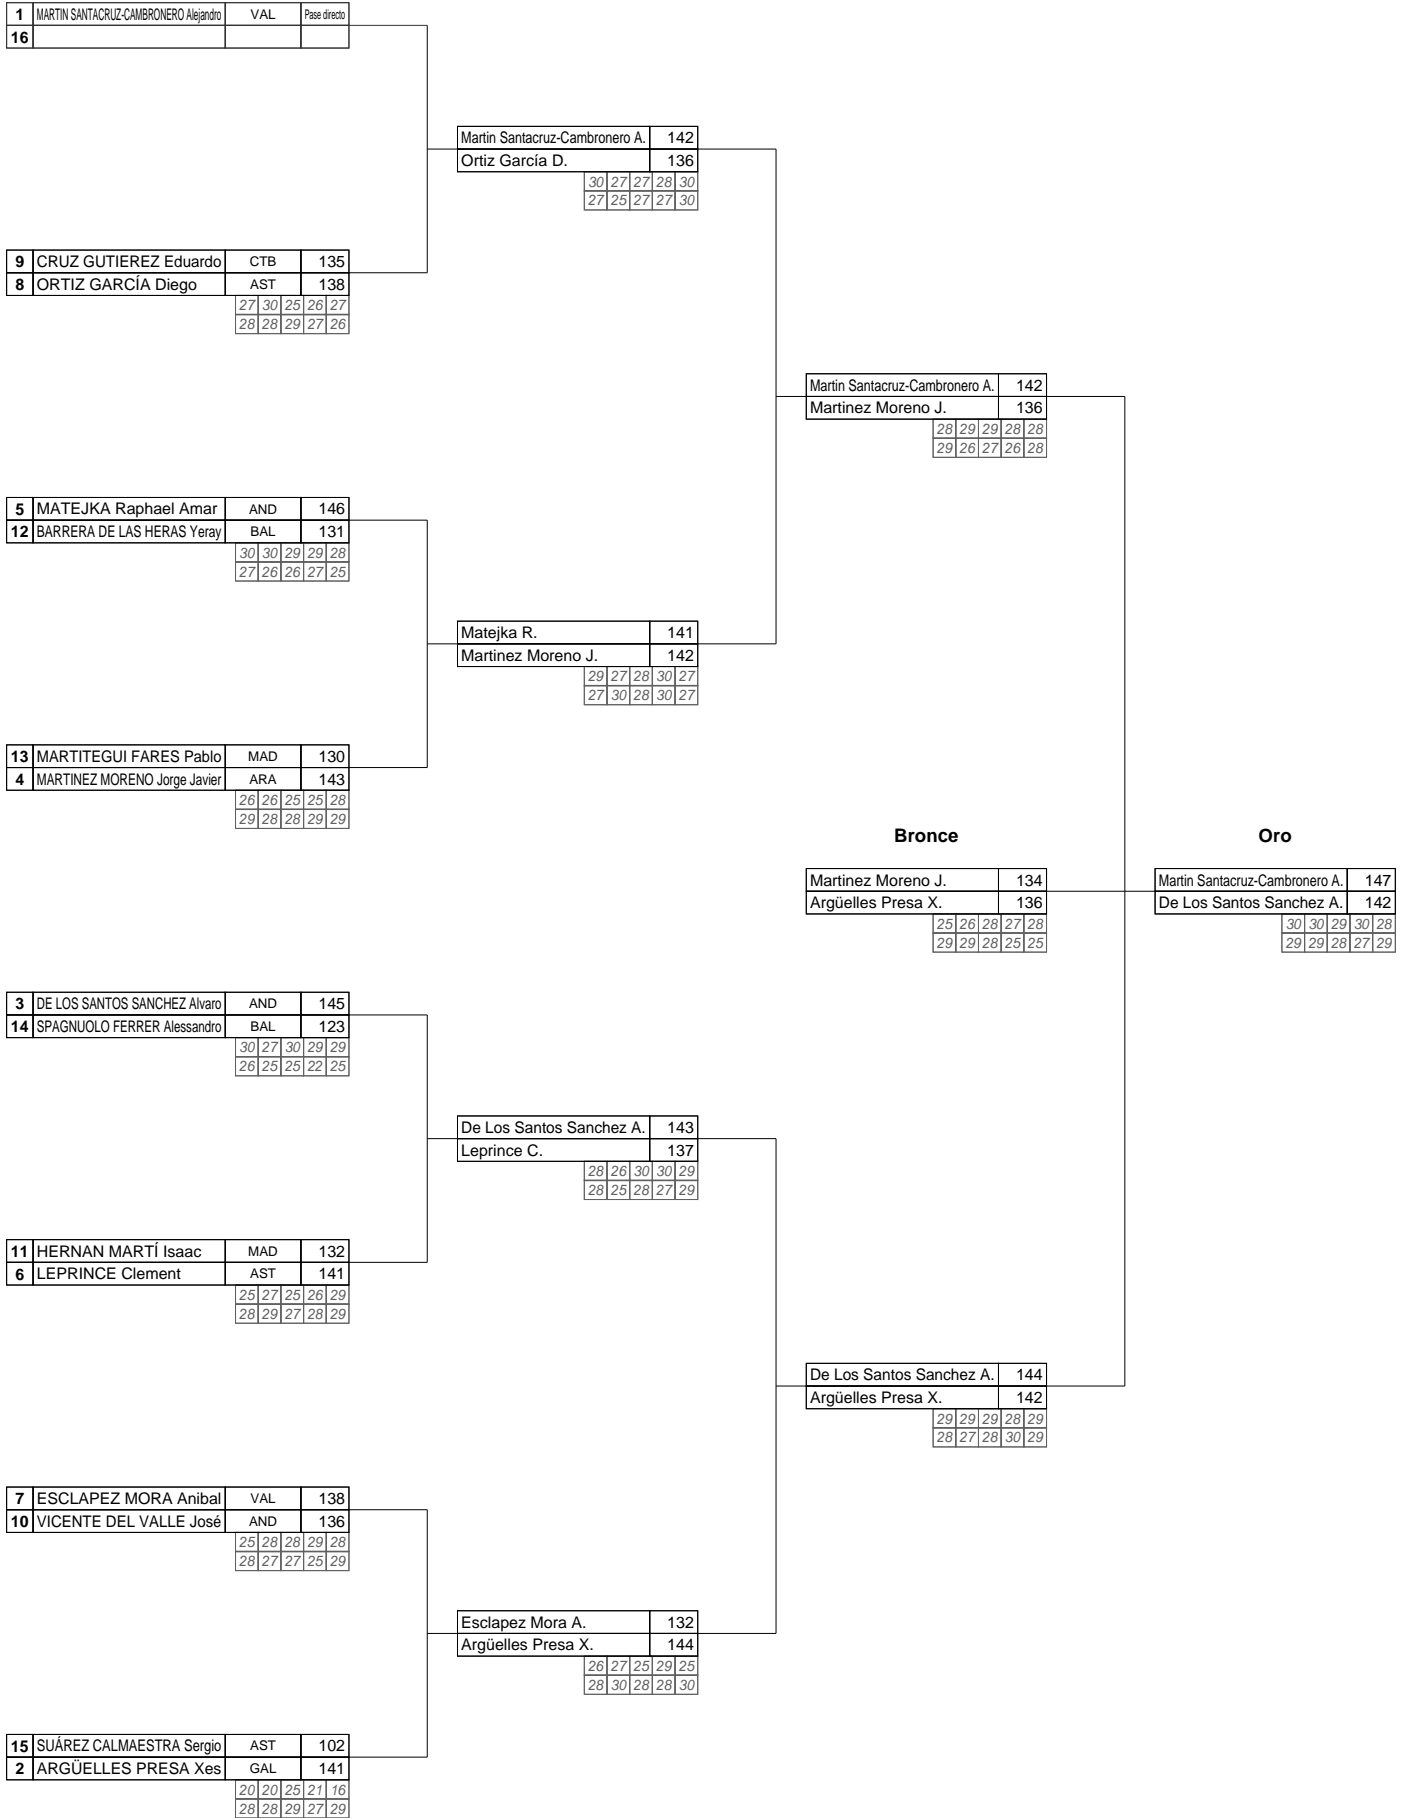 1 MARTIN SANTACRUZ-CAMBRONERO Alejandro VAL Pase directo
16
Martin Santacruz-Cambronero A. 142
Ortiz García D. 136
30 27 27 28 30
27 25 27 27 30
9 CRUZ GUTIEREZ Eduardo CTB 135
8 ORTIZ GARCÍA Diego AST 138
27 30 25 26 27
28 28 29 27 26
Martin Santacruz-Cambronero A. 142
Martinez Moreno J. 136
28 29 29 28 28
29 26 27 26 28
5 MATEJKA Raphael Amar AND 146
12 BARRERA DE LAS HERAS Yeray BAL 131
30 30 29 29 28
27 26 26 27 25
Matejka R. 141
Martinez Moreno J. 142
29 27 28 30 27
27 30 28 30 27
13 MARTITEGUI FARES Pablo MAD 130
4 MARTINEZ MORENO Jorge Javier ARA 143
26 26 25 25 28
29 28 28 29 29
Bronce Oro
Martinez Moreno J. 134 Martin Santacruz-Cambronero A. 147
Argüelles Presa X. 136 De Los Santos Sanchez A. 142
25 26 28 27 28 30 30 29 30 28
29 29 28 25 25 29 29 28 27 29
3 DE LOS SANTOS SANCHEZ Alvaro AND 145
14 SPAGNUOLO FERRER Alessandro BAL 123
30 27 30 29 29
26 25 25 22 25
De Los Santos Sanchez A. 143
Leprince C. 137
28 26 30 30 29
28 25 28 27 29
11 HERNAN MARTÍ Isaac MAD 132
6 LEPRINCE Clement AST 141
25 27 25 26 29
28 29 27 28 29
De Los Santos Sanchez A. 144
Argüelles Presa X. 142
29 29 29 28 29
28 27 28 30 29
7 ESCLAPEZ MORA Anibal VAL 138
10 VICENTE DEL VALLE José AND 136
25 28 28 29 28
28 27 27 25 29
Esclapez Mora A. 132
Argüelles Presa X. 144
26 27 25 29 25
28 30 28 28 30
15 SUÁREZ CALMAESTRA Sergio AST 102
2 ARGÜELLES PRESA Xes GAL 141
20 20 25 21 16
28 28 29 27 29